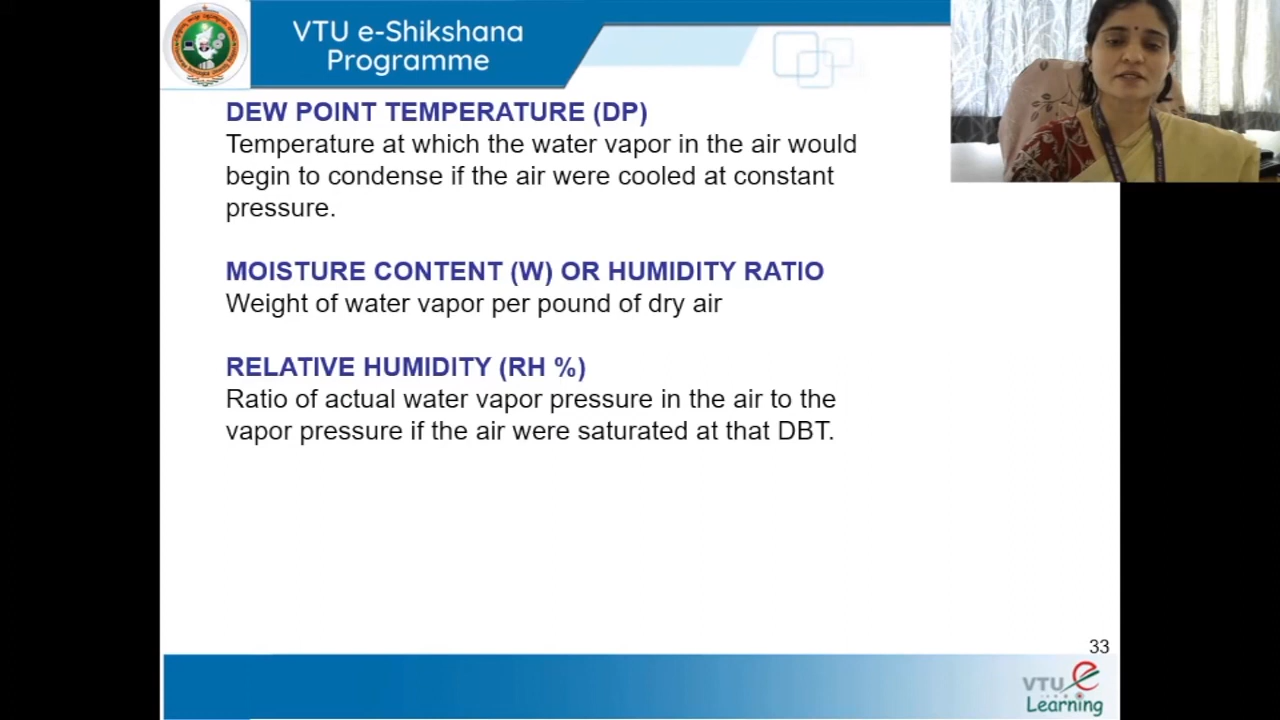 VTU e-Shikshana
Programme
DEW POINT TEMPERATURE (DP)
Temperature at which the water vapor in the air would
begin to condense if the air were cooled at constant
pressure.
MOISTURE CONTENT (W) OR HUMIDITY RATIO
Weight of water vapor per pound of dry air
RELATIVE HUMIDITY (RH %)
Ratio of actual water vapor pressure in the air to the
vapor pressure if the air were saturated at that DBT.
33
VTU e
Learning